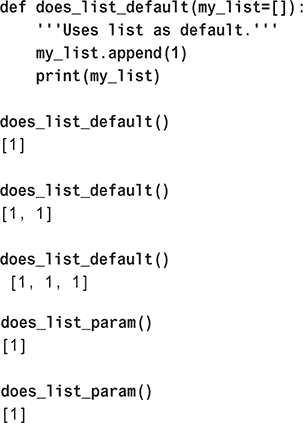 def does_list_default(my_list=[]):
    '''Uses list as default.'''
    my_list.append(1)
    print(my_list)
does_list_default()
[1]
does_list_default()
[1, 1]
does_list_default()
 [1, 1, 1]
does_list_param()
[1]
does_list_param()
[1]